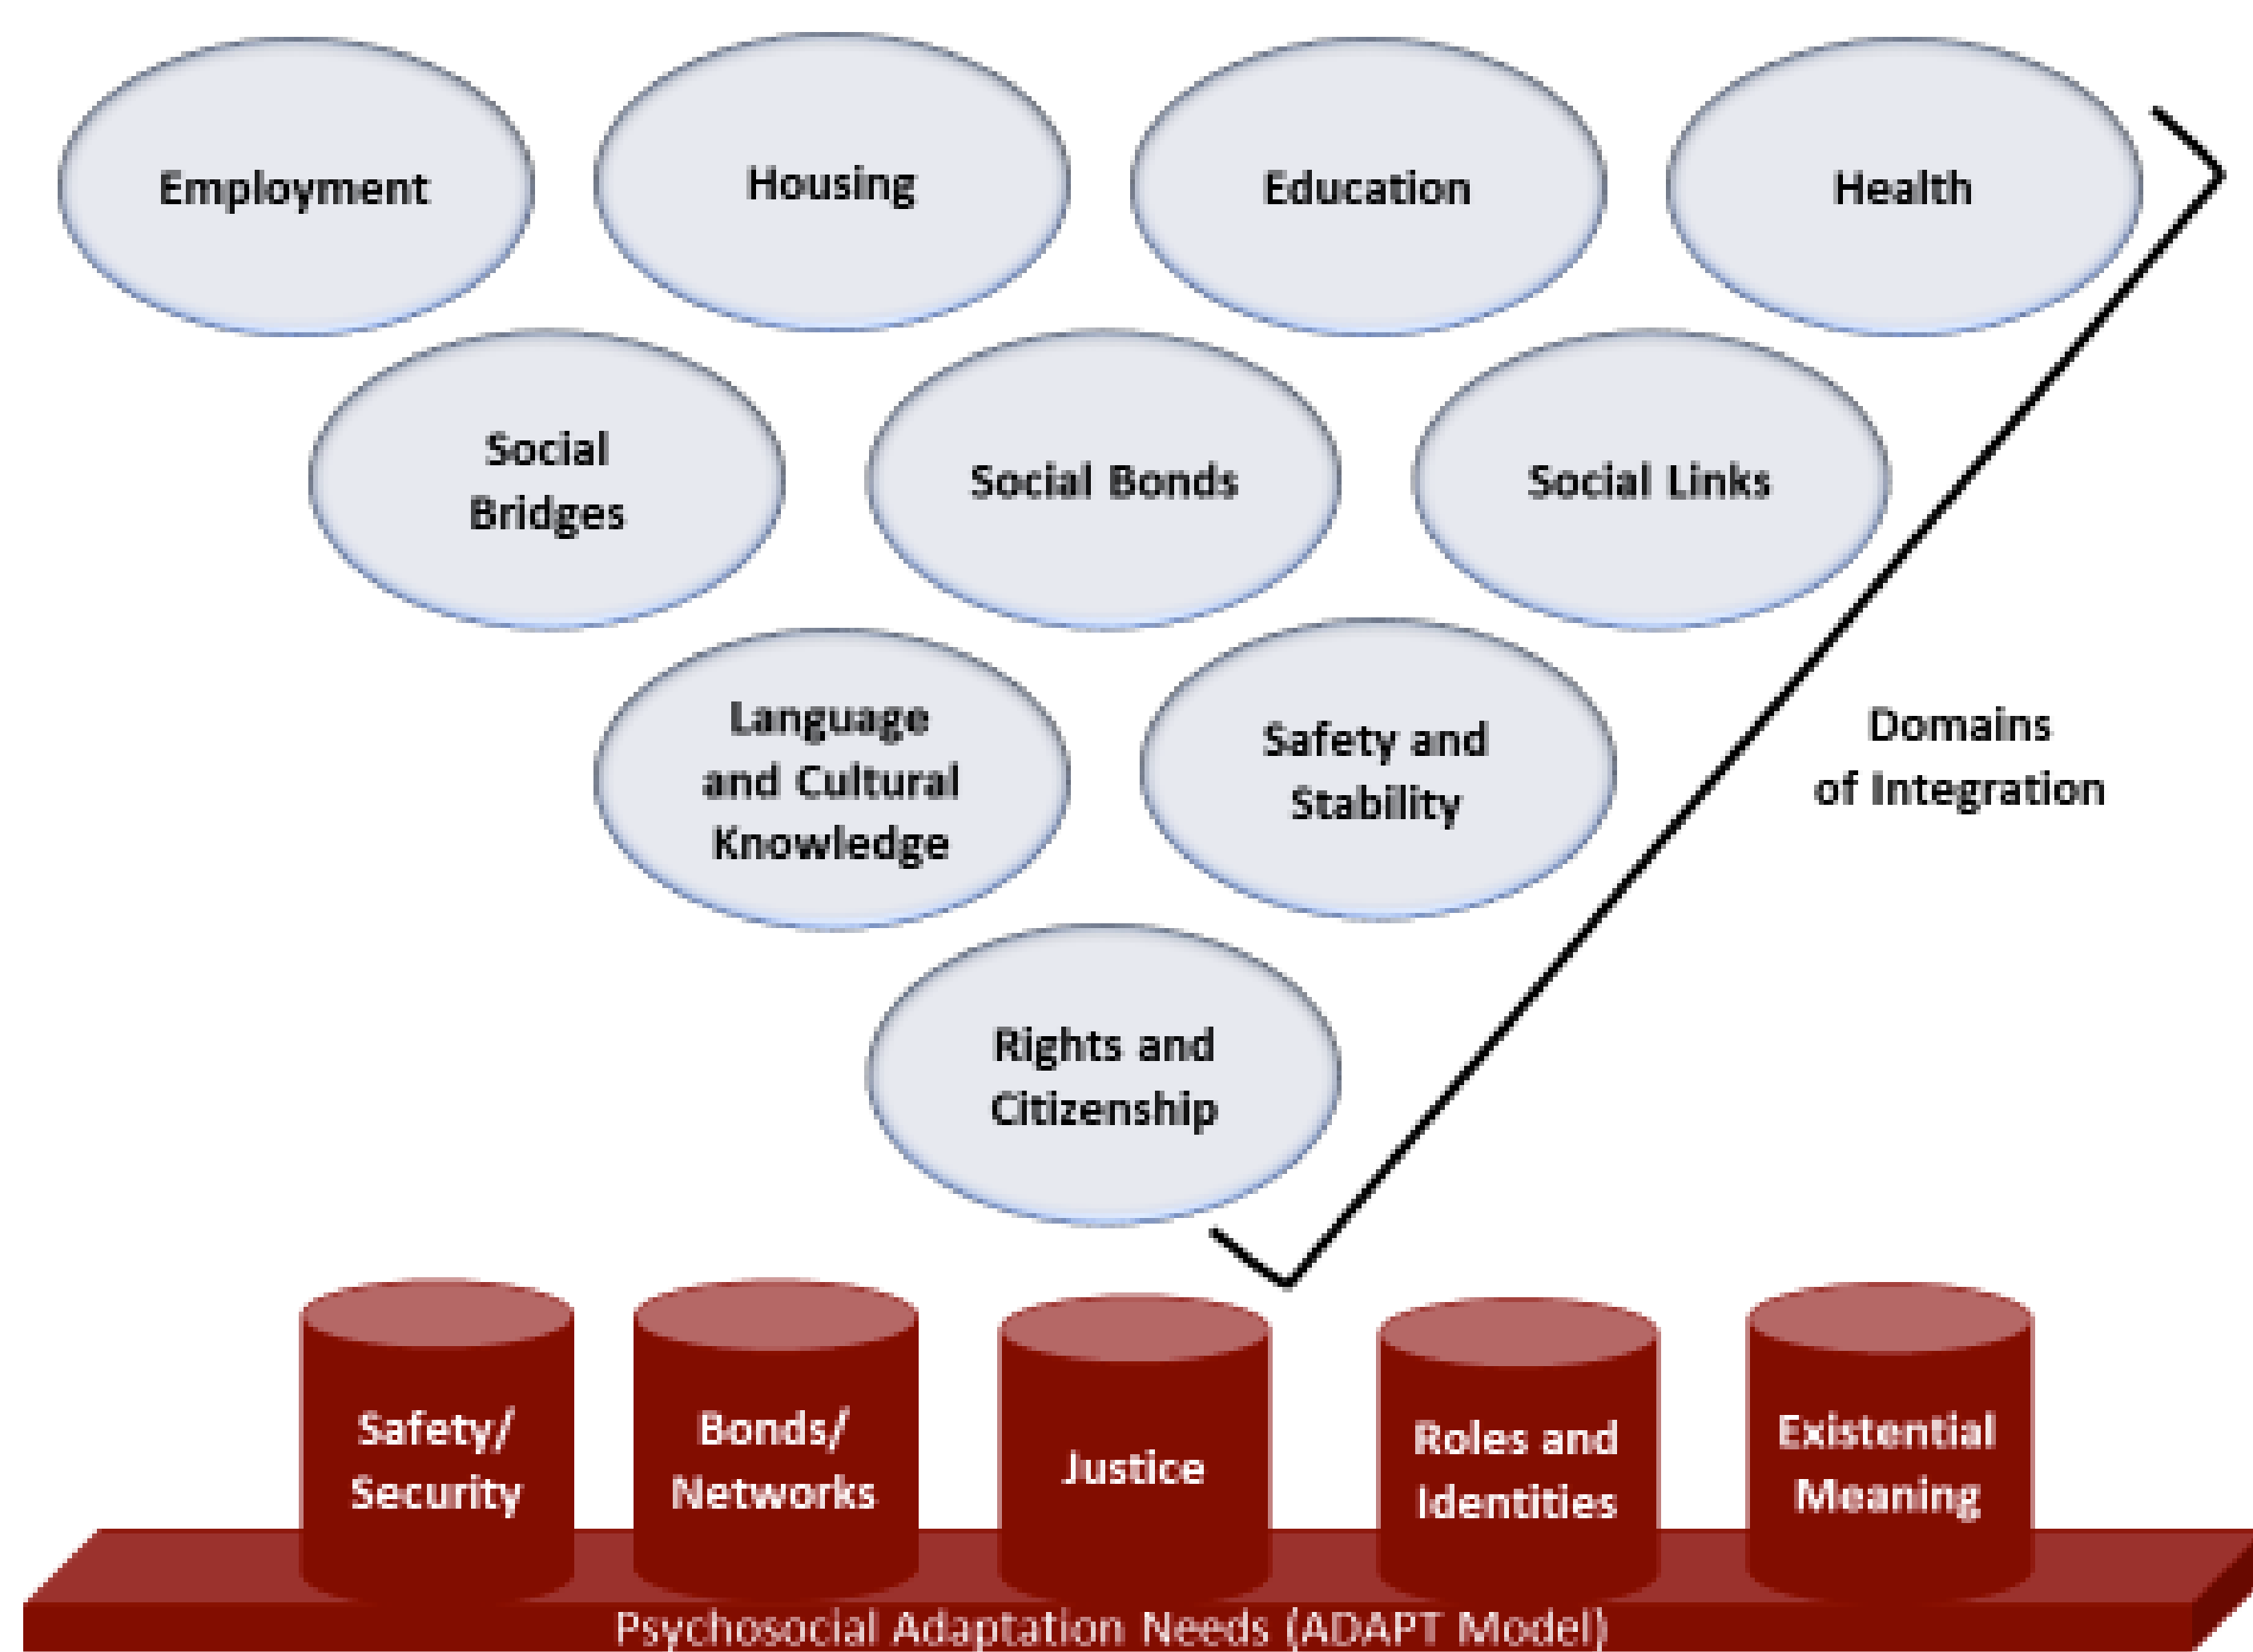 Employment
Housing
Education
Health
Social
Bridges
Social Bonds
Social Links
Language
and Cultural
Knowledge
Safety and
Stability
Domains
of Integration
Rights and
Citizenship
Safety/
Security
Bonds/
Networks
Justice
Roles and
Identities
Existential
Meaning
Psychosocial Adaptation Needs (ADAPT Model)